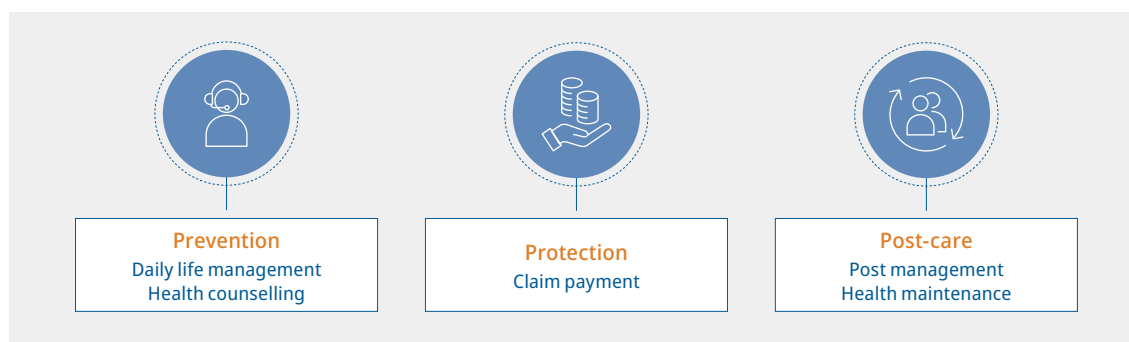 Prevention
Daily life management
Health counselling
Protection
Claim payment
Post-care
Post management
Health maintenance